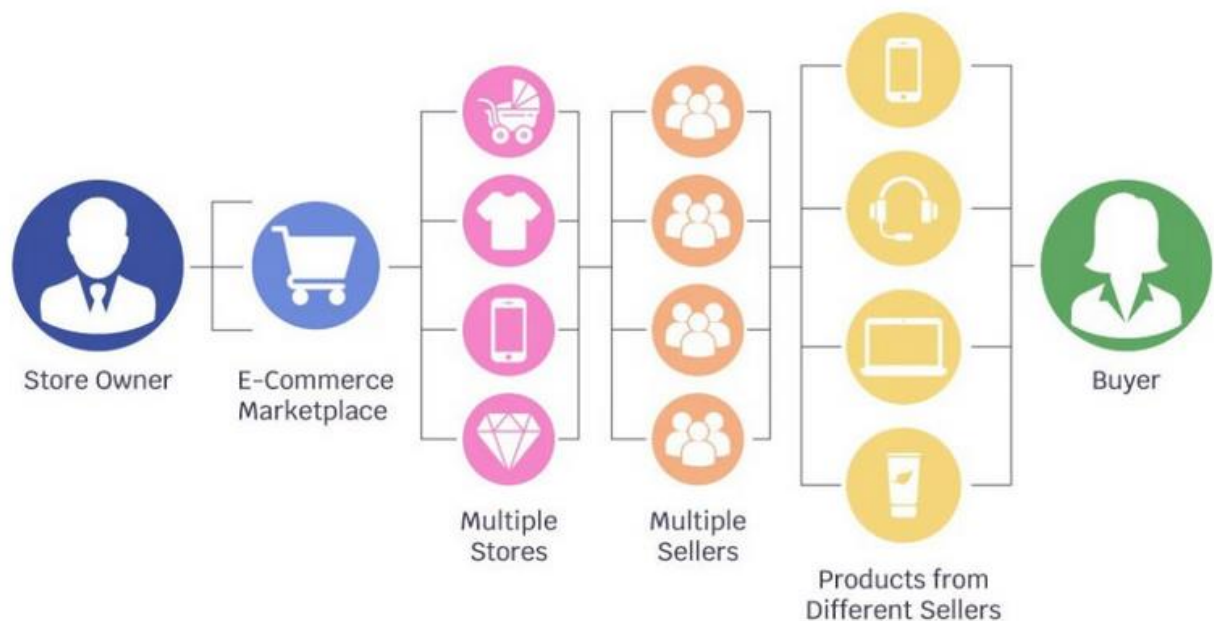 Store Owner
E-Commerce
Marketplace
Multiple
Stores
Multiple
Sellers
Products from
Different Sellers
Buyer